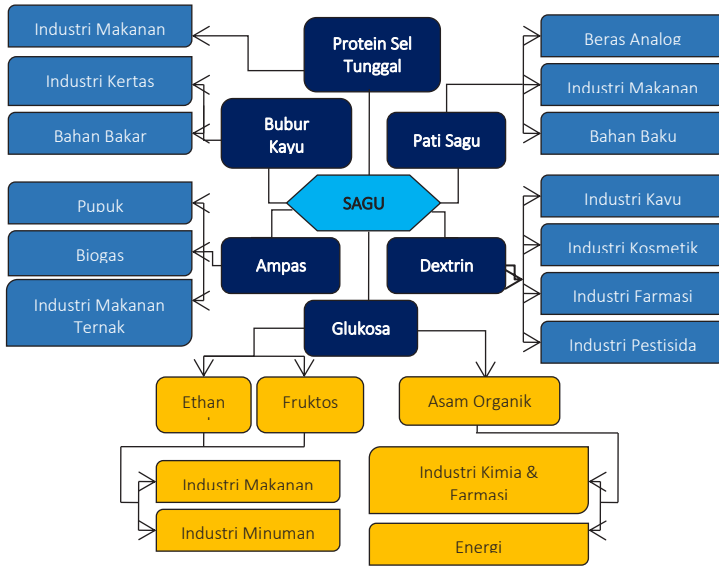 Industri Makanan
Protein Sel
Tunggal
Beras Analog
Industri Kertas
Industri Makanan
Bubur
Kayu
Pati Sagu
Bahan Bakar
Bahan Baku
SAGU
Pupuk
Industri Kayu
Biogas
Ampas
Dextrin
Industri Kosmetik
Industri Makanan
Ternak
Industri Farmasi
Glukosa
Industri Pestisida
Ethan
Fruktos
Asam Organik
Industri Makanan
Industri Kimia &
Farmasi
Industri Minuman
Energi